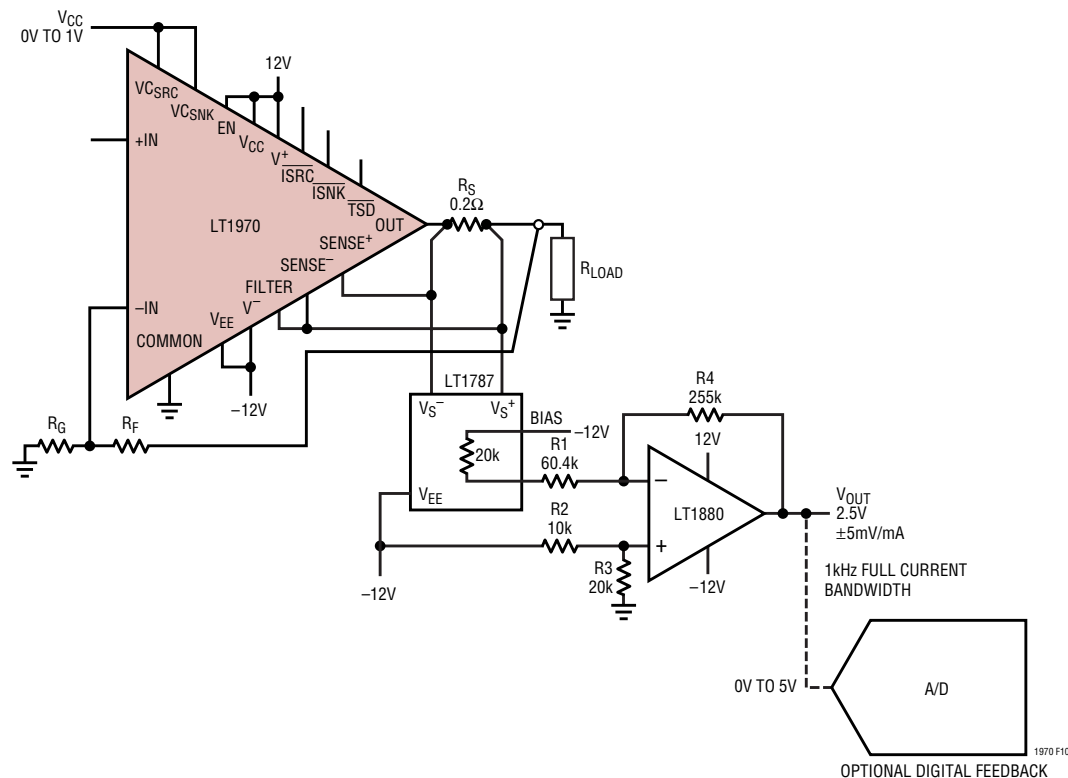 VCC
0V TO 1V
12V
VCSRC
VCSNK
EN
VCC
V+
ISRC
ISNK
TSD
+IN
LT1970
OUT
SENSE+
SENSE−
FILTER
V−
VEE
−IN
COMMON
RS
0.2Ω
RLOAD
−12V
RG
RF
LT1787
VS−
VS+
BIAS
−12V
20k
R1
60.4k
VEE
R2
10k
−12V
R3
20k
R4
255k
12V
−
LT1880
+
−12V
VOUT
2.5V
±5mV/mA
1kHz FULL CURRENT
BANDWIDTH
0V TO 5V
A/D
1970 F10
OPTIONAL DIGITAL FEEDBACK